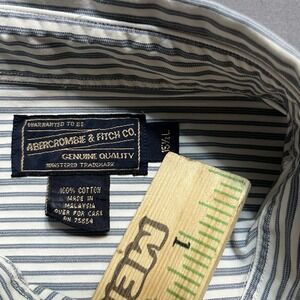 WARRANTED TO BE
ABERCROMBIE & FITCH CO.
GENUINE QUALITY
REGISTERED TRADEMARK
15½/L
100% COTTON
MADE IN
MALAYSIA
OVER FOR CARE
RN 75654
1